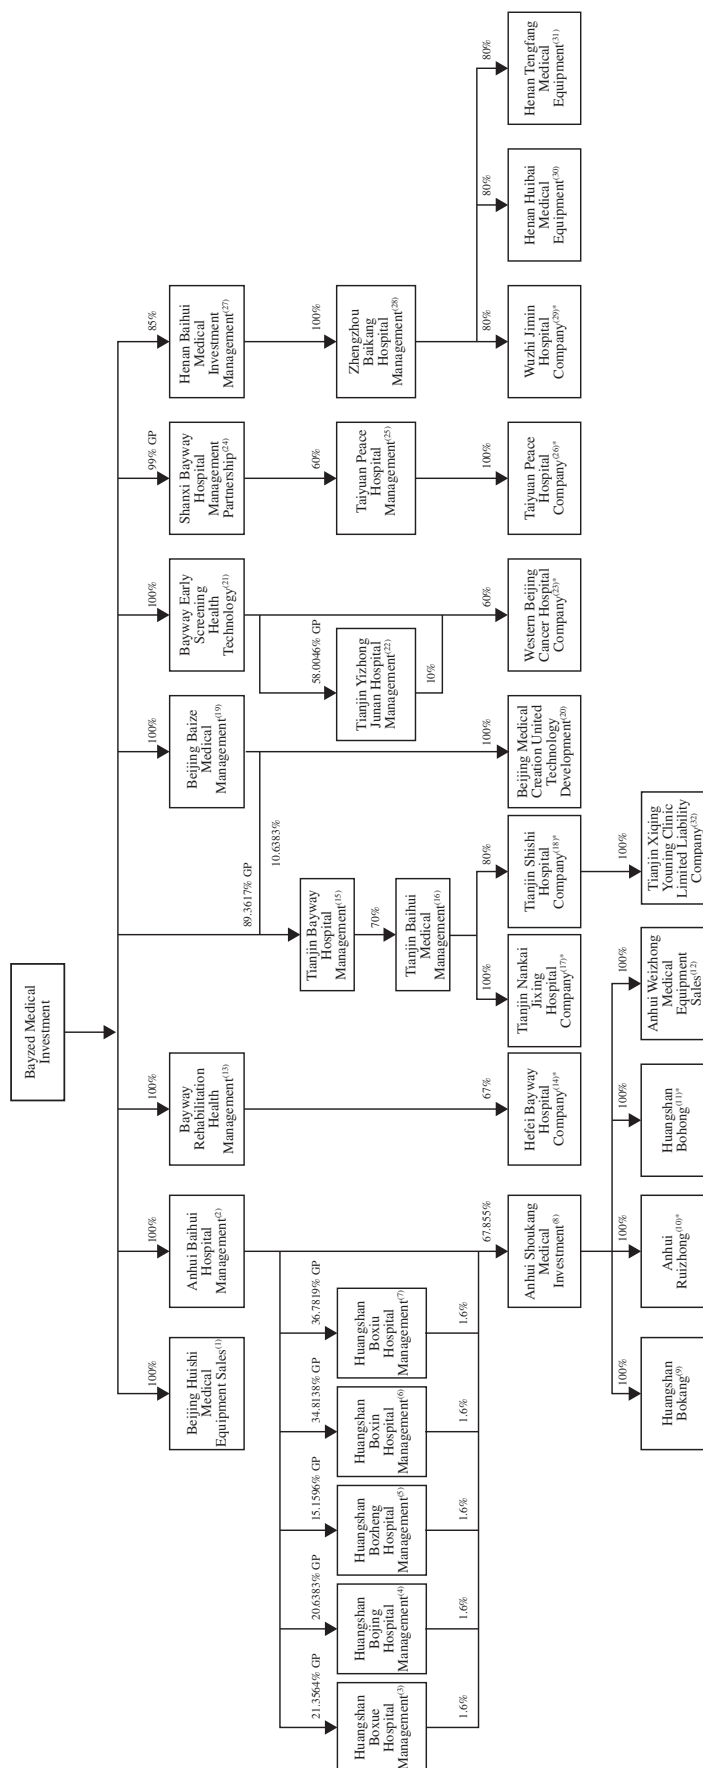 Bayzed Medical
Investment
100%
100%
100%
89.3617% GP
100%
100%
99% GP
85%
Beijing Huishi
Medical
Equipment Sales(1)
Anhui Baihui
Hospital
Management(2)
Bayway
Rehabilitation
Health
Management(13)
Beijing Baize
Medical
Management(19)
Bayway Early
Screening
Health
Technology(21)
Shanxi Bayway
Hospital
Management
Partnership(24)
Henan Baihui
Medical
Investment
Management(27)
10.6383%
21.3564% GP
20.6383% GP
15.1596% GP
34.8138% GP
36.7819% GP
58.0046% GP
60%
100%
Tianjin Bayway
Hospital
Management(15)
70%
Huangshan
Boxue
Hospital
Management(3)
Huangshan
Bojing
Hospital
Management(4)
Huangshan
Bozheng
Hospital
Management(5)
Huangshan
Boxin
Hospital
Management(6)
Huangshan
Boxiu
Hospital
Management(7)
Tianjin Baihui
Medical
Management(16)
Tianjin Yizhong
Junan Hospital
Management(22)
Taiyuan Peace
Hospital
Management(25)
Zhengzhou
Baikang
Hospital
Management(28)
10%
1.6%
1.6%
1.6%
1.6%
1.6%
67.855%
67%
100%
80%
100%
60%
100%
80%
80%
80%
Anhui Shoukang
Medical
Investment(8)
Hefei Bayway
Hospital
Company(14)*
Tianjin Nankai
Jixing
Hospital
Company(17)*
Tianjin Shishi
Hospital
Company(18)*
Beijing Medical
Creation United
Technology
Development(20)
Western Beijing
Cancer Hospital
Company(23)*
Taiyuan Peace
Hospital
Company(26)*
Wuzhi Jimin
Hospital
Company(29)*
Henan Huibai
Medical
Equipment(30)
Henan Tengfang
Medical
Equipment(31)
100%
100%
100%
100%
100%
Huangshan
Bokang(9)
Anhui
Ruizhong(10)*
Huangshan
Bohong(11)*
Anhui Weizhong
Medical
Equipment
Sales(12)
Tianjin Xiqing
Youning Clinic
Limited Liability
Company(32)